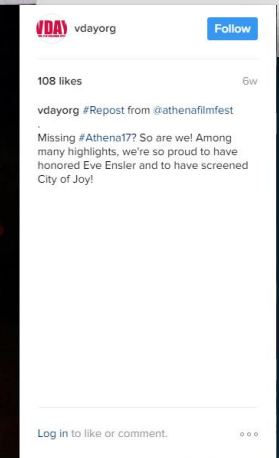 VDAY
vdayorg
Follow
108 likes
6w
vdayorg #Repost from @athenafilmfest
.
Missing #Athena17? So are we! Among
many highlights, we're so proud to have
honored Eve Ensler and to have screened
City of Joy!
Log in to like or comment.